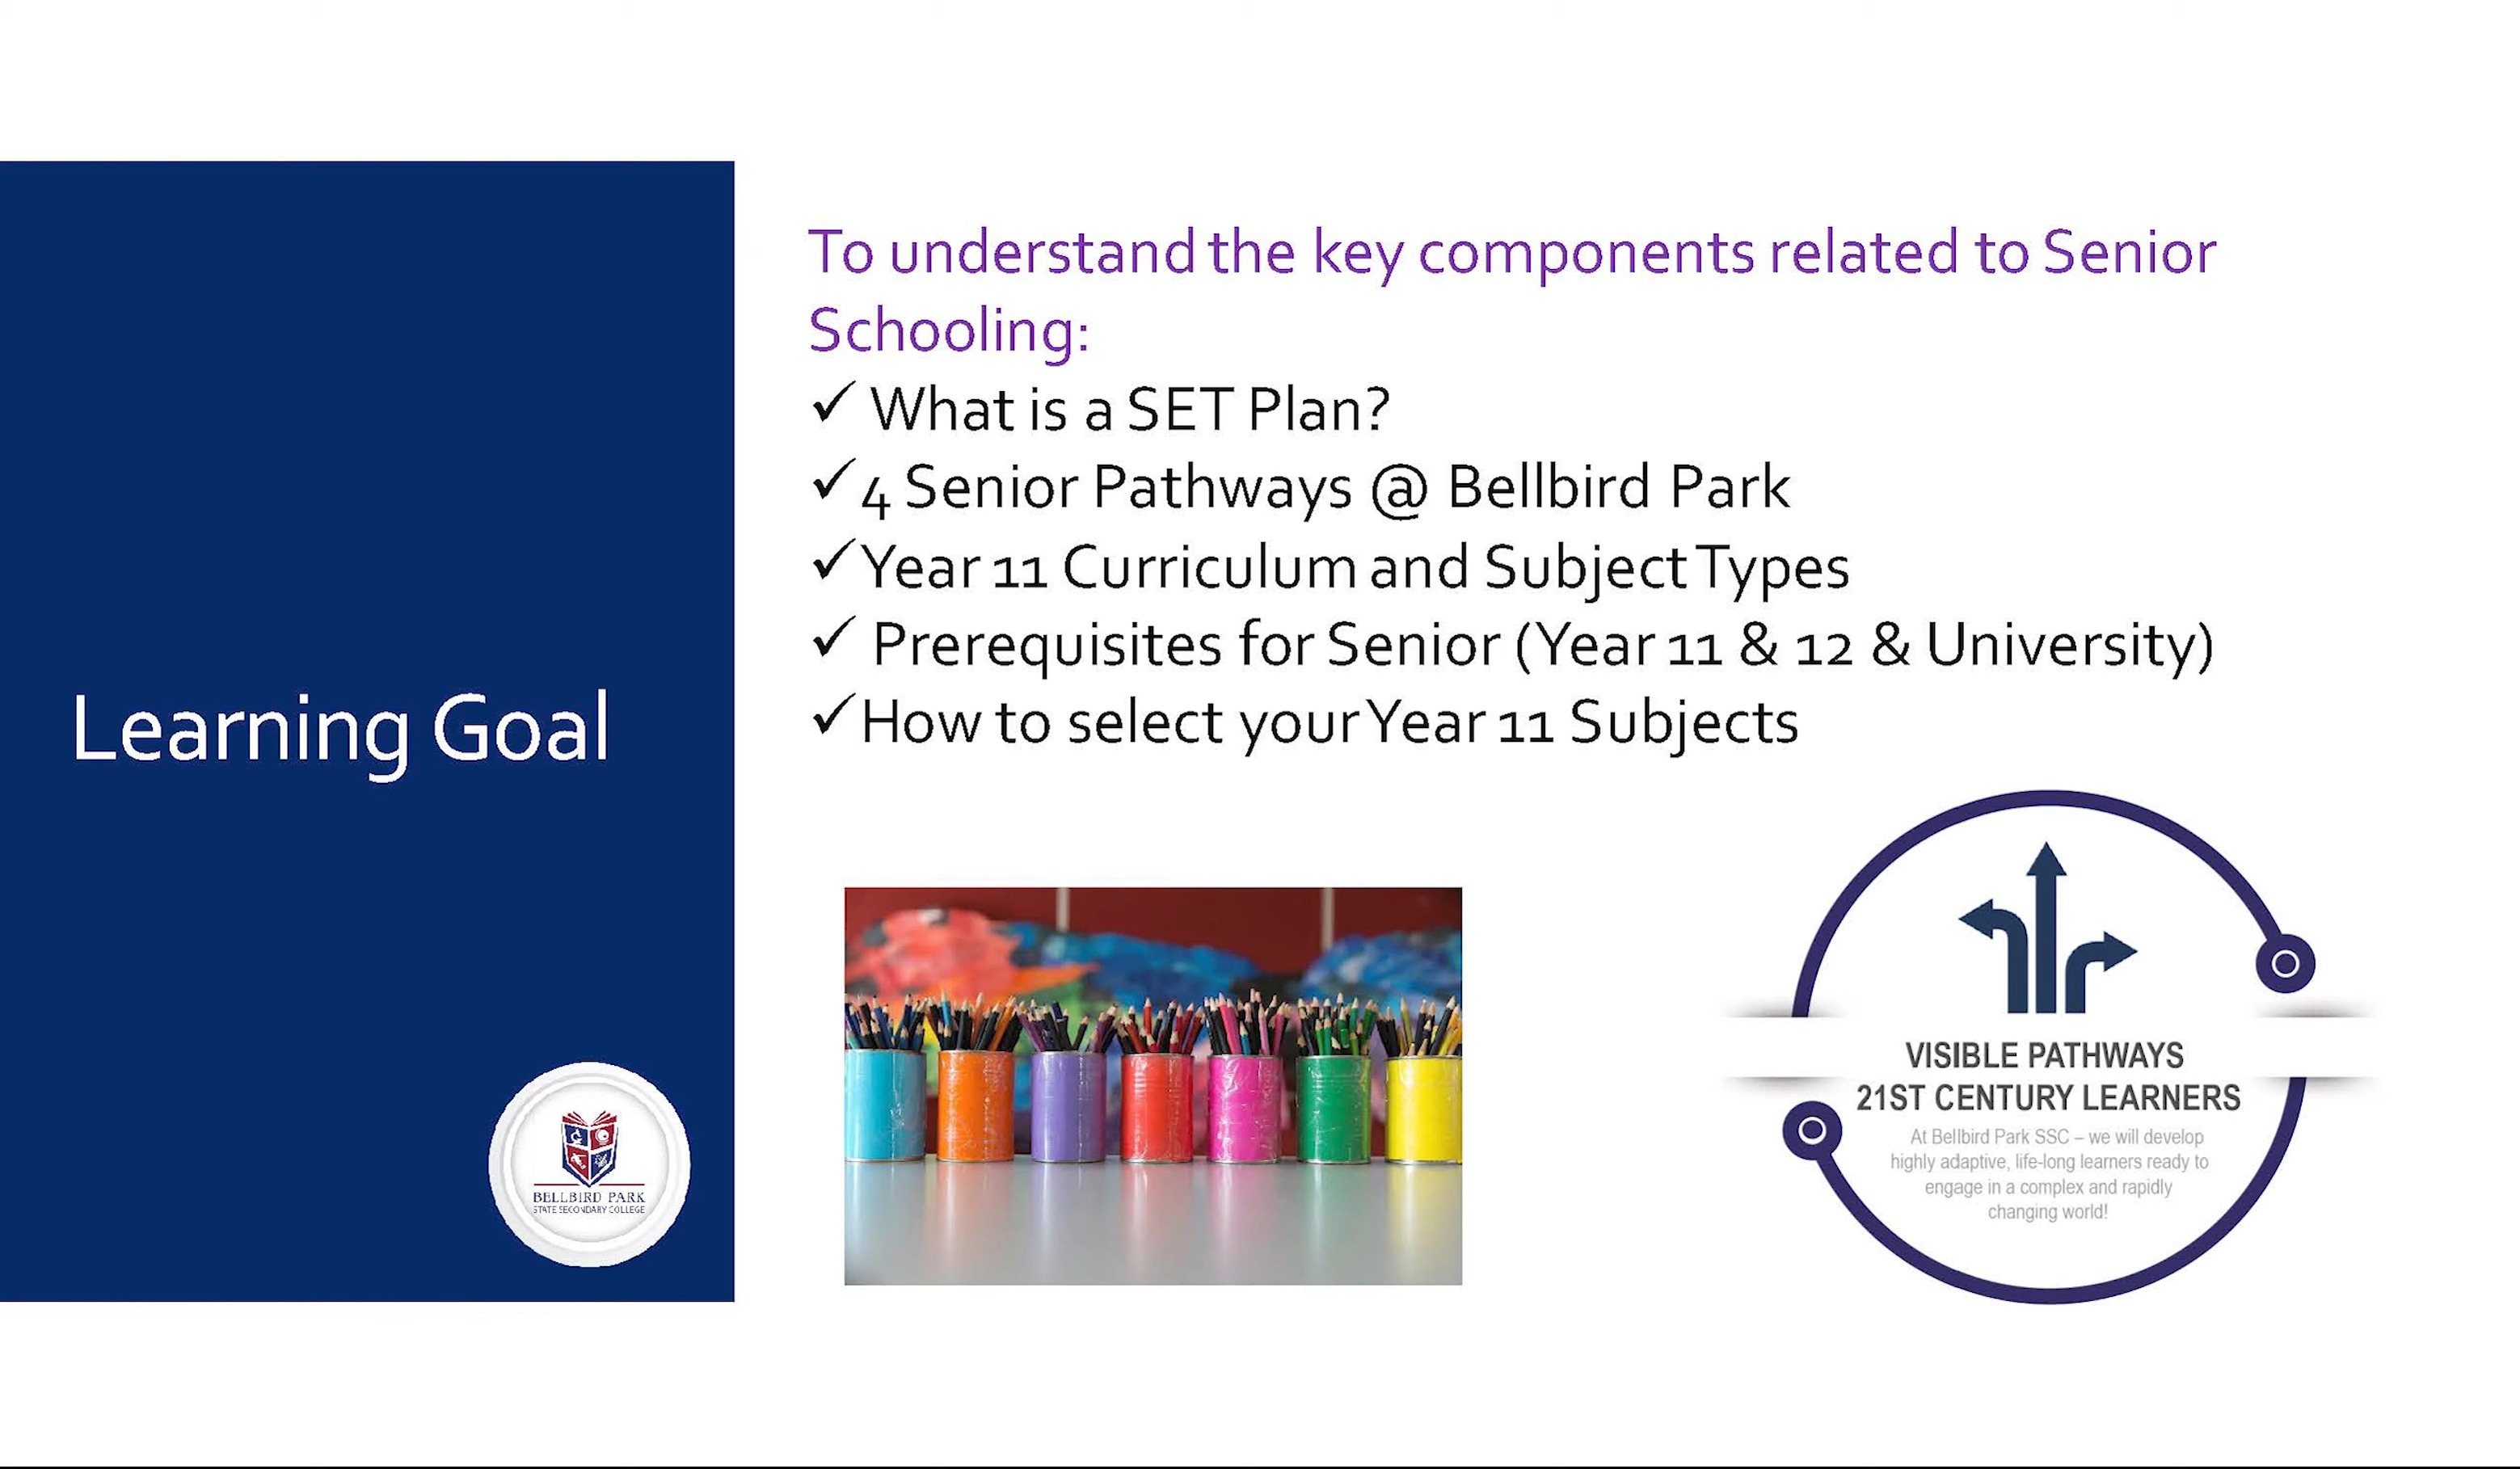 Learning Goal
To understand the key components related to Senior
Schooling:
✓ What is a SET Plan?
✓ 4 Senior Pathways @ Bellbird Park
✓ Year 11 Curriculum and Subject Types
✓ Prerequisites for Senior (Year 11 & 12 & University)
✓ How to select your Year 11 Subjects
BELLBIRD PARK
STATE SECONDARY COLLEGE
VISIBLE PATHWAYS
21ST CENTURY LEARNERS
At Bellbird Park SSC – we will develop
highly adaptive, life-long learners ready to
engage in a complex and rapidly
changing world!